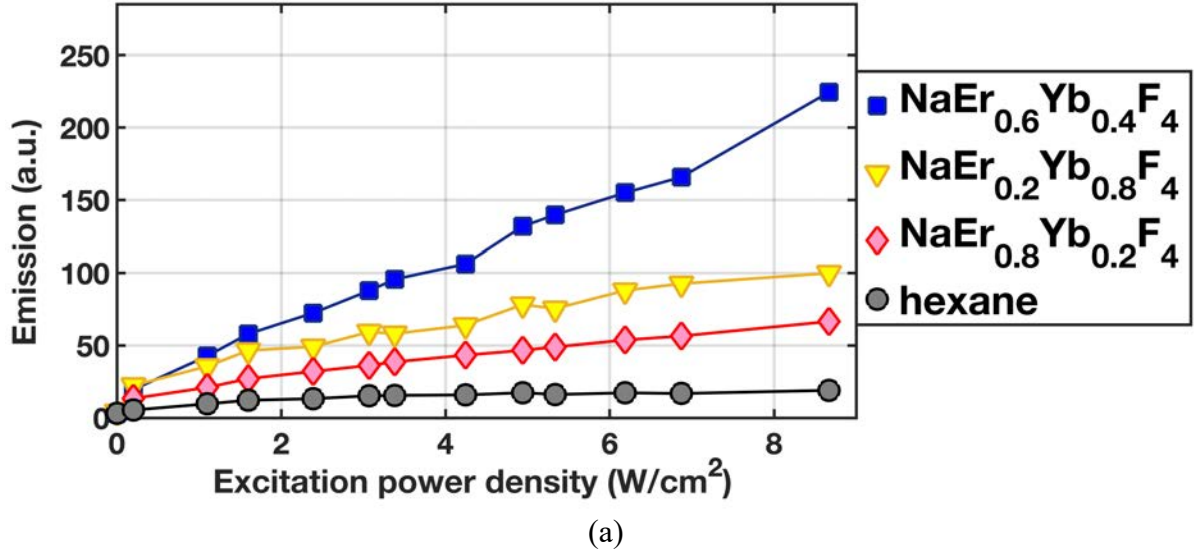 250
200
150
100
50
0
Emission (a.u.)
0 2 4 6 8
Excitation power density (W/cm²)
NaEr₀.₆Yb₀.₄F₄
NaEr₀.₂Yb₀.₈F₄
NaEr₀.₈Yb₀.₂F₄
hexane
(a)